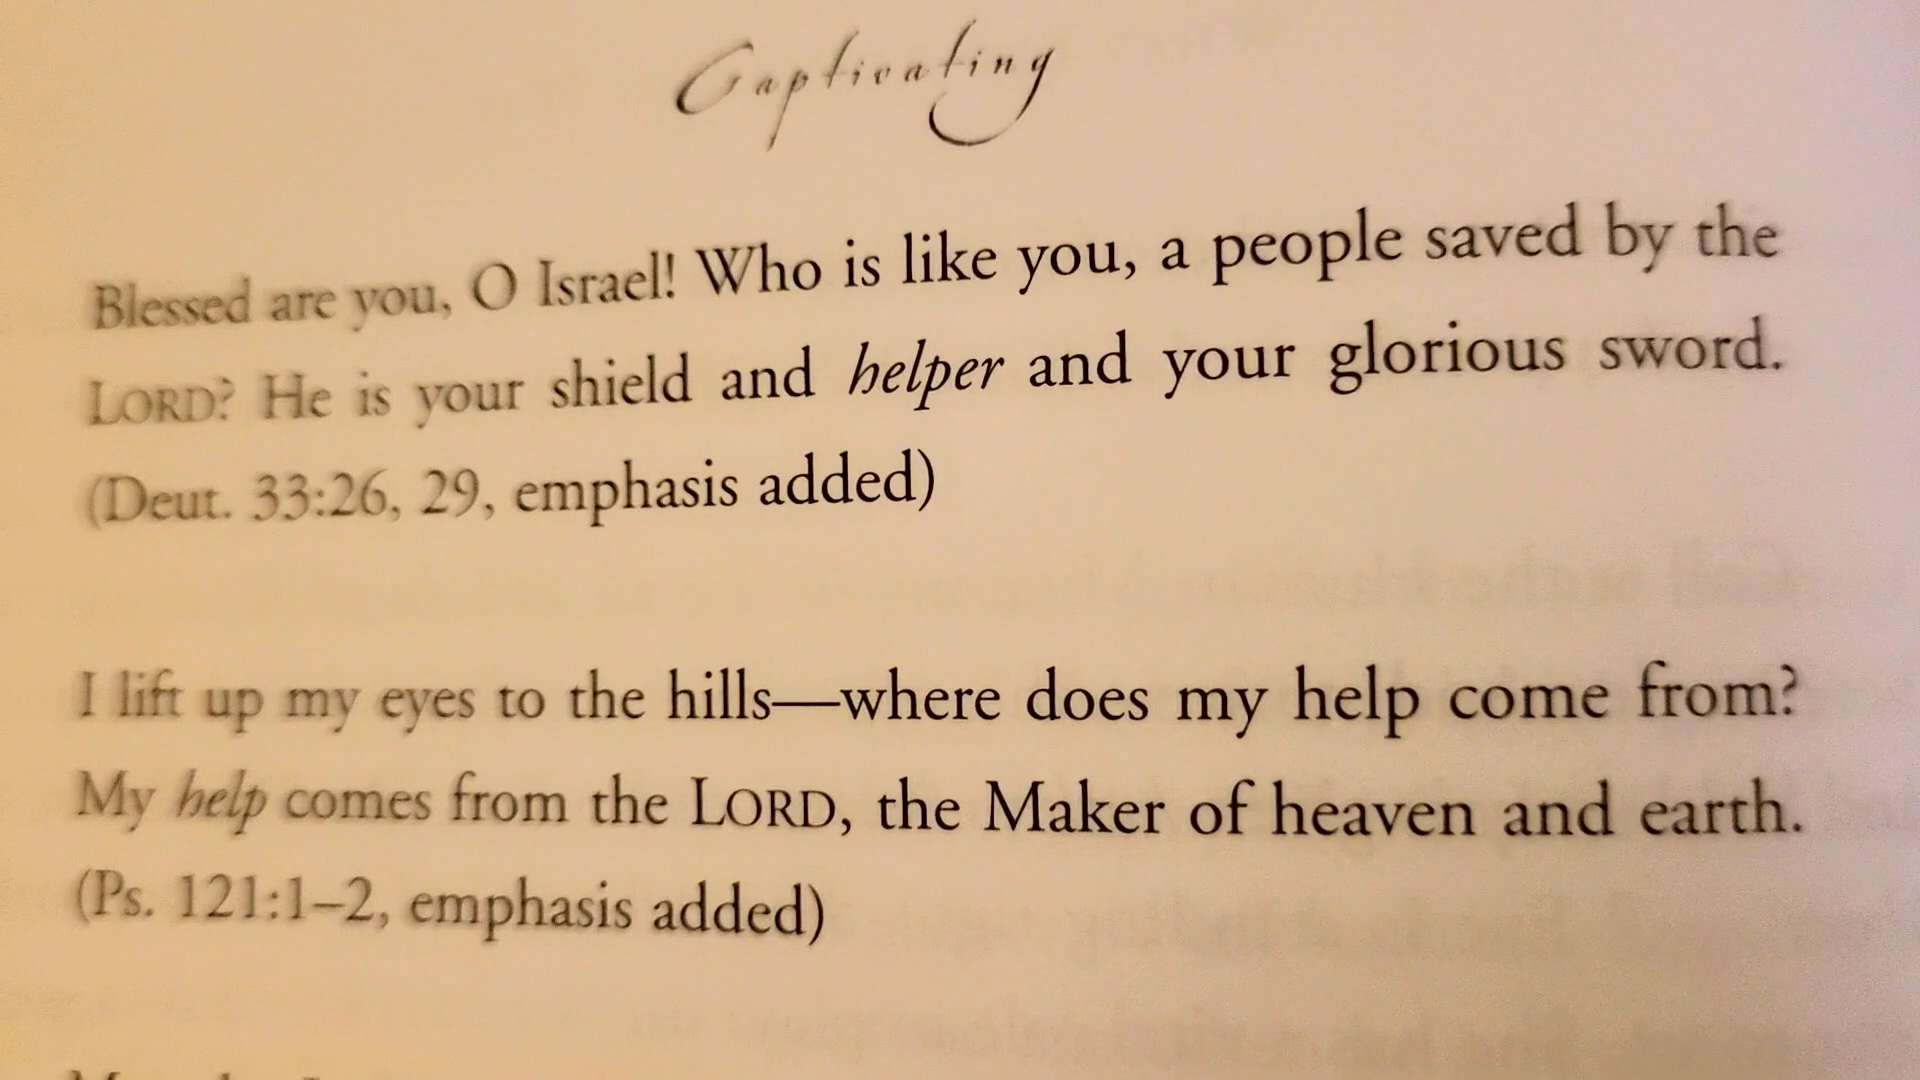 Captivating
Blessed are you, O Israel! Who is like you, a people saved by the
LORD? He is your shield and helper and your glorious sword.
(Deut. 33:26, 29, emphasis added)
I lift up my eyes to the hills—where does my help come from?
My help comes from the LORD, the Maker of heaven and earth.
(Ps. 121:1–2, emphasis added)